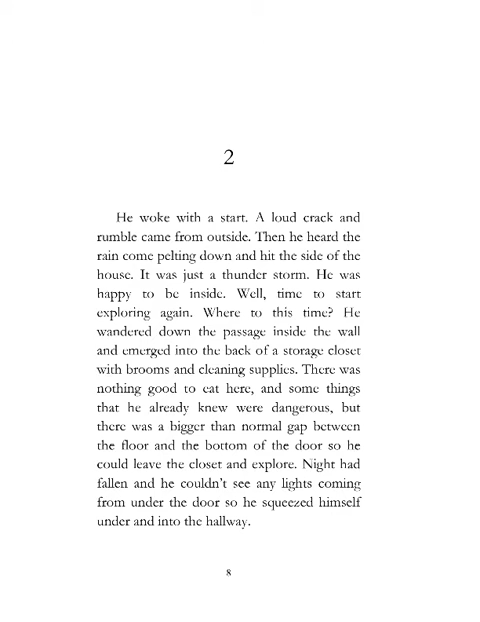 2
He woke with a start. A loud crack and
rumble came from outside. Then he heard the
rain come pelting down and hit the side of the
house. It was just a thunder storm. He was
happy to be inside. Well, time to start
exploring again. Where to this time? He
wandered down the passage inside the wall
and emerged into the back of a storage closet
with brooms and cleaning supplies. There was
nothing good to eat here, and some things
that he already knew were dangerous, but
there was a bigger than normal gap between
the floor and the bottom of the door so he
could leave the closet and explore. Night had
fallen and he couldn't see any lights coming
from under the door so he squeezed himself
under and into the hallway.
8